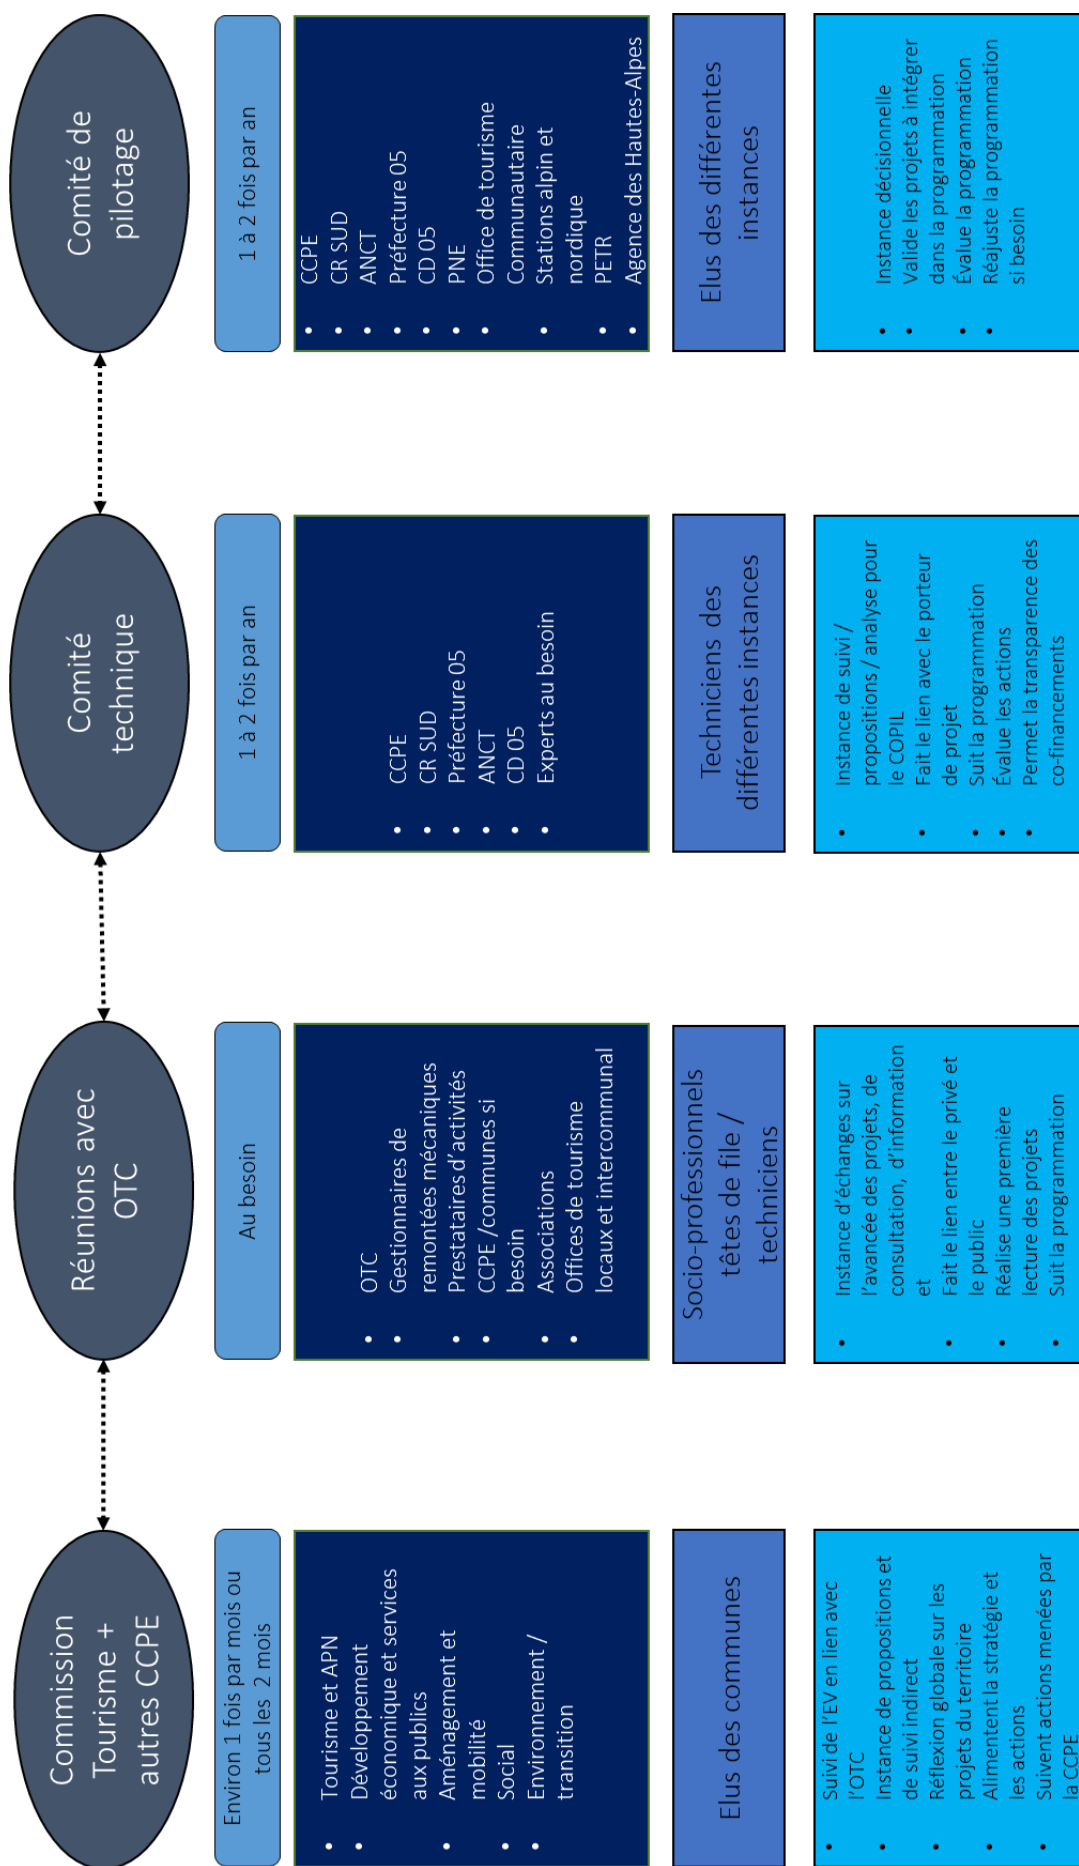 Commission
Tourisme +
autres CCPE
Environ 1 fois par mois ou
tous les 2 mois
• Tourisme et APN
• Développement
économique et services
aux publics
• Aménagement et
mobilité
• Social
• Environnement /
transition
Elus des communes
• Suivi de l'EV en lien avec
l'OTC
• Instance de propositions et
de suivi indirect
• Réflexion globale sur les
projets du territoire
• Alimentent la stratégie et
les actions
• Suivent actions menées par
la CCPE
Réunions avec
OTC
Au besoin
• OTC
• Gestionnaires de
remontées mécaniques
• Prestataires d'activités
• CCPE /communes si
besoin
• Associations
• Offices de tourisme
locaux et intercommunal
Socio-professionnels
têtes de file /
techniciens
• Instance d'échanges sur
l'avancée des projets, de
consultation, d'information
et
• Fait le lien entre le privé et
le public
• Réalise une première
lecture des projets
• Suit la programmation
Comité
technique
1 à 2 fois par an
• CCPE
• CR SUD
• Préfecture 05
• ANCT
• CD 05
• Experts au besoin
Techniciens des
différentes instances
• Instance de suivi /
propositions / analyse pour
le COPIL
• Fait le lien avec le porteur
de projet
• Suit la programmation
• Évalue les actions
• Permet la transparence des
co-financements
Comité de
pilotage
1 à 2 fois par an
• CCPE
• CR SUD
• ANCT
• Préfecture 05
• CD 05
• PNE
• Office de tourisme
Communautaire
• Stations alpin et
nordique
• PETR
• Agence des Hautes-Alpes
Elus des différentes
instances
• Instance décisionnelle
• Valide les projets à intégrer
dans la programmation
• Évalue la programmation
• Réajuste la programmation
si besoin